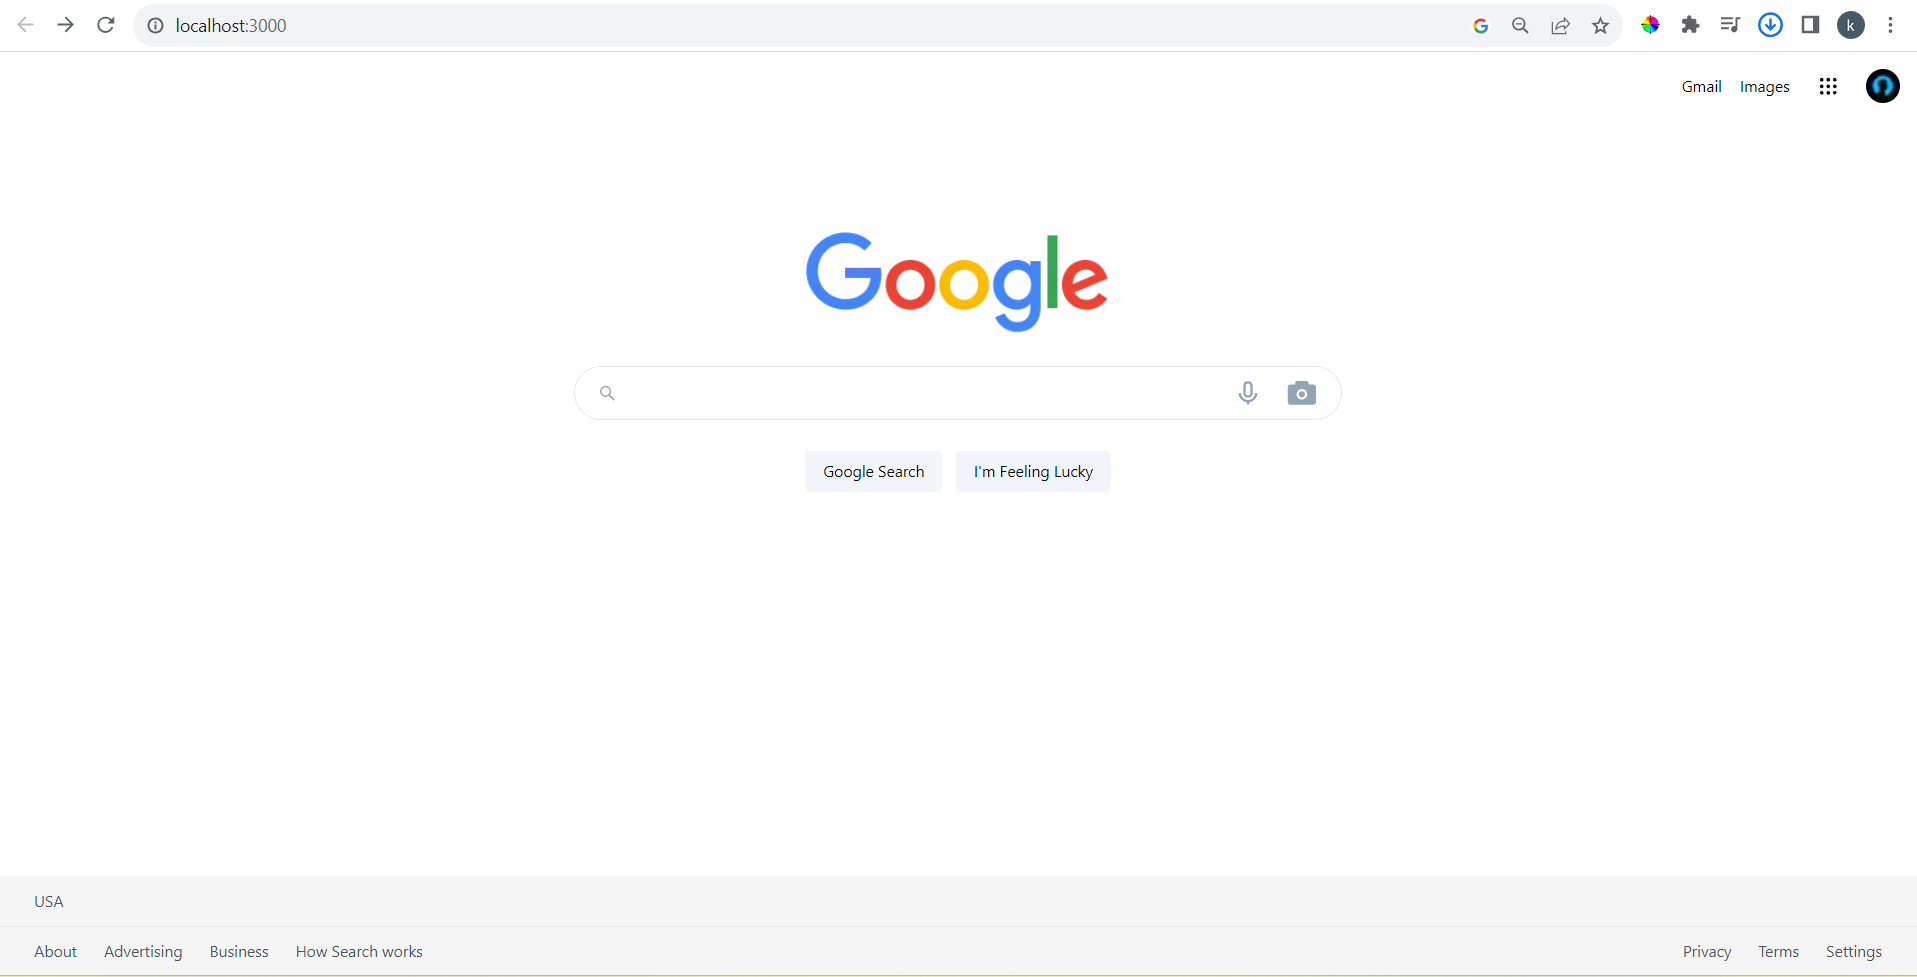 localhost:3000
k
Gmail Images
Google
Google Search I'm Feeling Lucky
USA
About Advertising Business How Search works Privacy Terms Settings